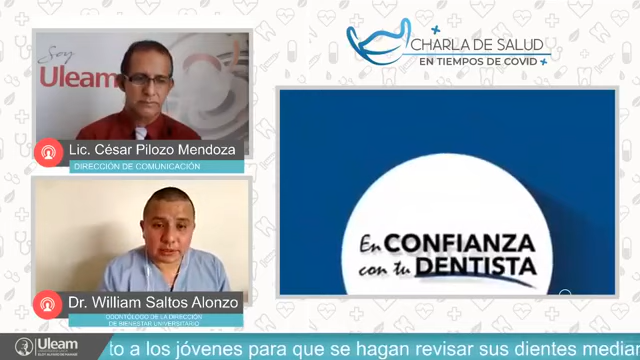 Soy
Uleam
Lic. César Pilozo Mendoza
DIRECCIÓN DE COMUNICACIÓN
CHARLA DE SALUD
EN TIEMPOS DE COVID
En CONFIANZA
con tu DENTISTA
Dr. William Saltos Alonzo
ODONTÓLOGO DE LA DIRECCIÓN
DE BIENESTAR UNIVERSITARIO
Uleam
to a los jóvenes para que se hagan revisar sus dientes mediar